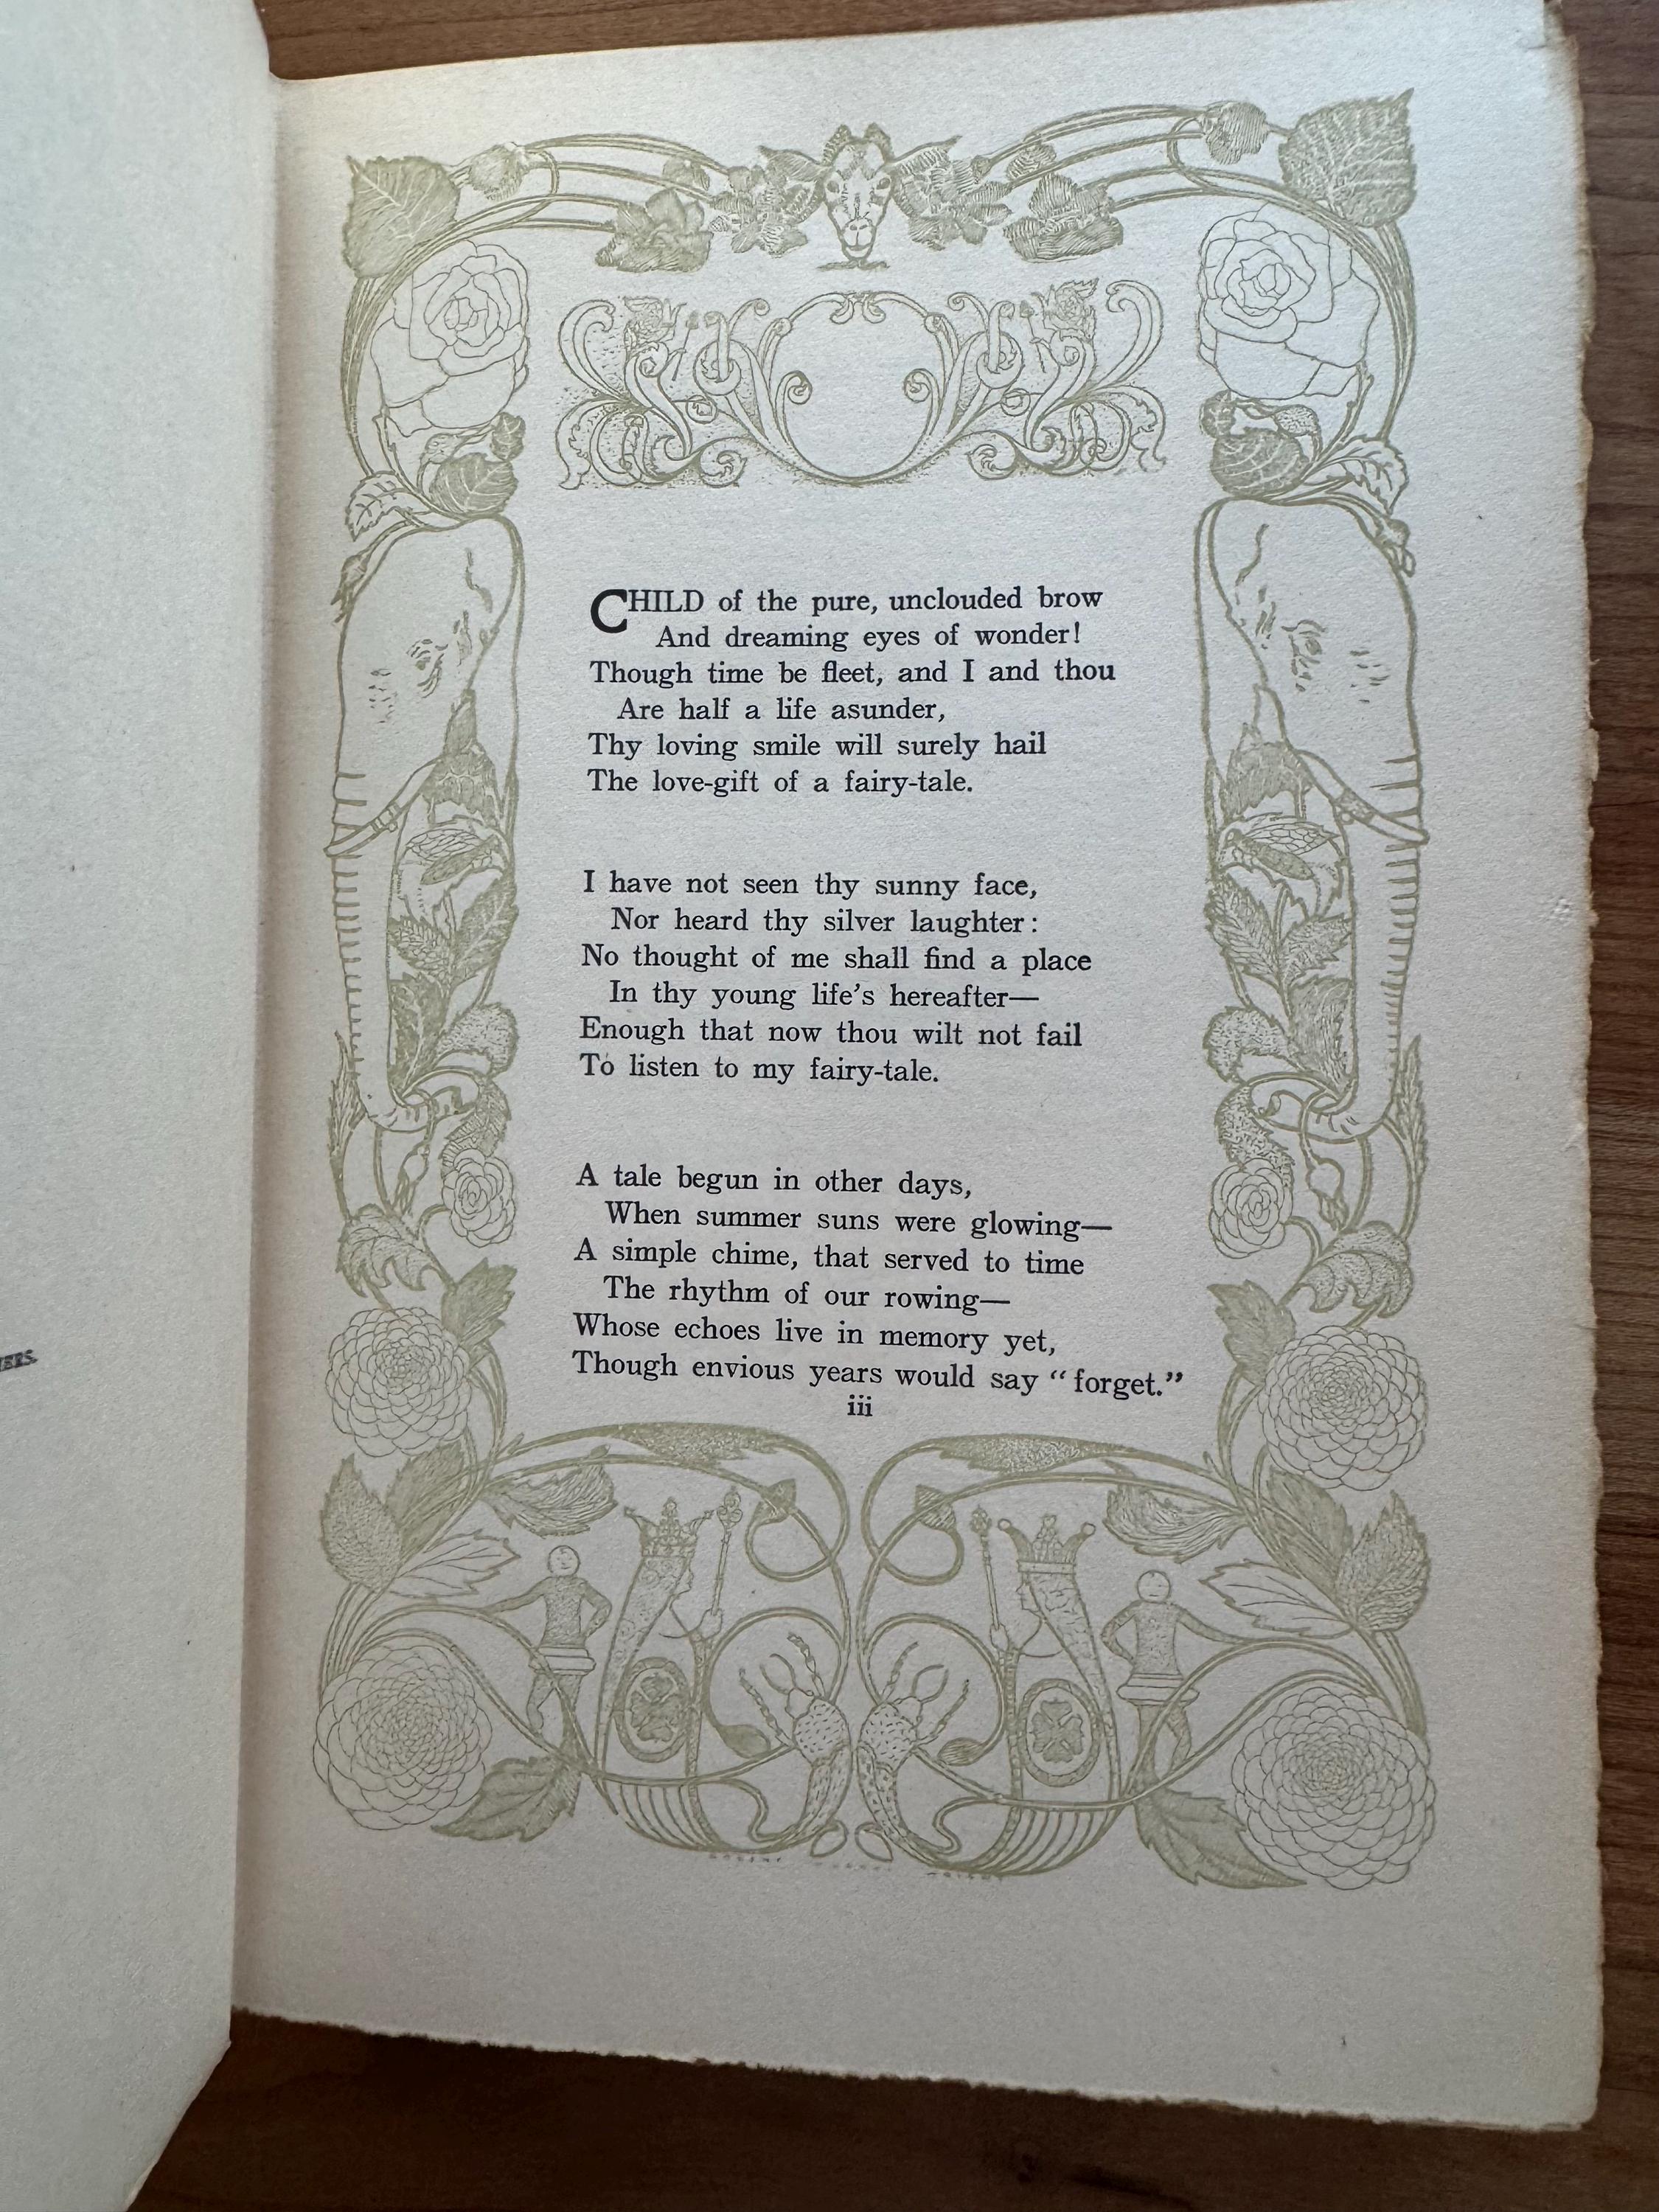 ERS.
CHILD of the pure, unclouded brow
And dreaming eyes of wonder!
Though time be fleet, and I and thou
Are half a life asunder,
Thy loving smile will surely hail
The love-gift of a fairy-tale.
I have not seen thy sunny face,
Nor heard thy silver laughter:
No thought of me shall find a place
In thy young life's hereafter—
Enough that now thou wilt not fail
To listen to my fairy-tale.
A tale begun in other days,
When summer suns were glowing—
A simple chime, that served to time
The rhythm of our rowing—
Whose echoes live in memory yet,
Though envious years would say “forget.”
iii